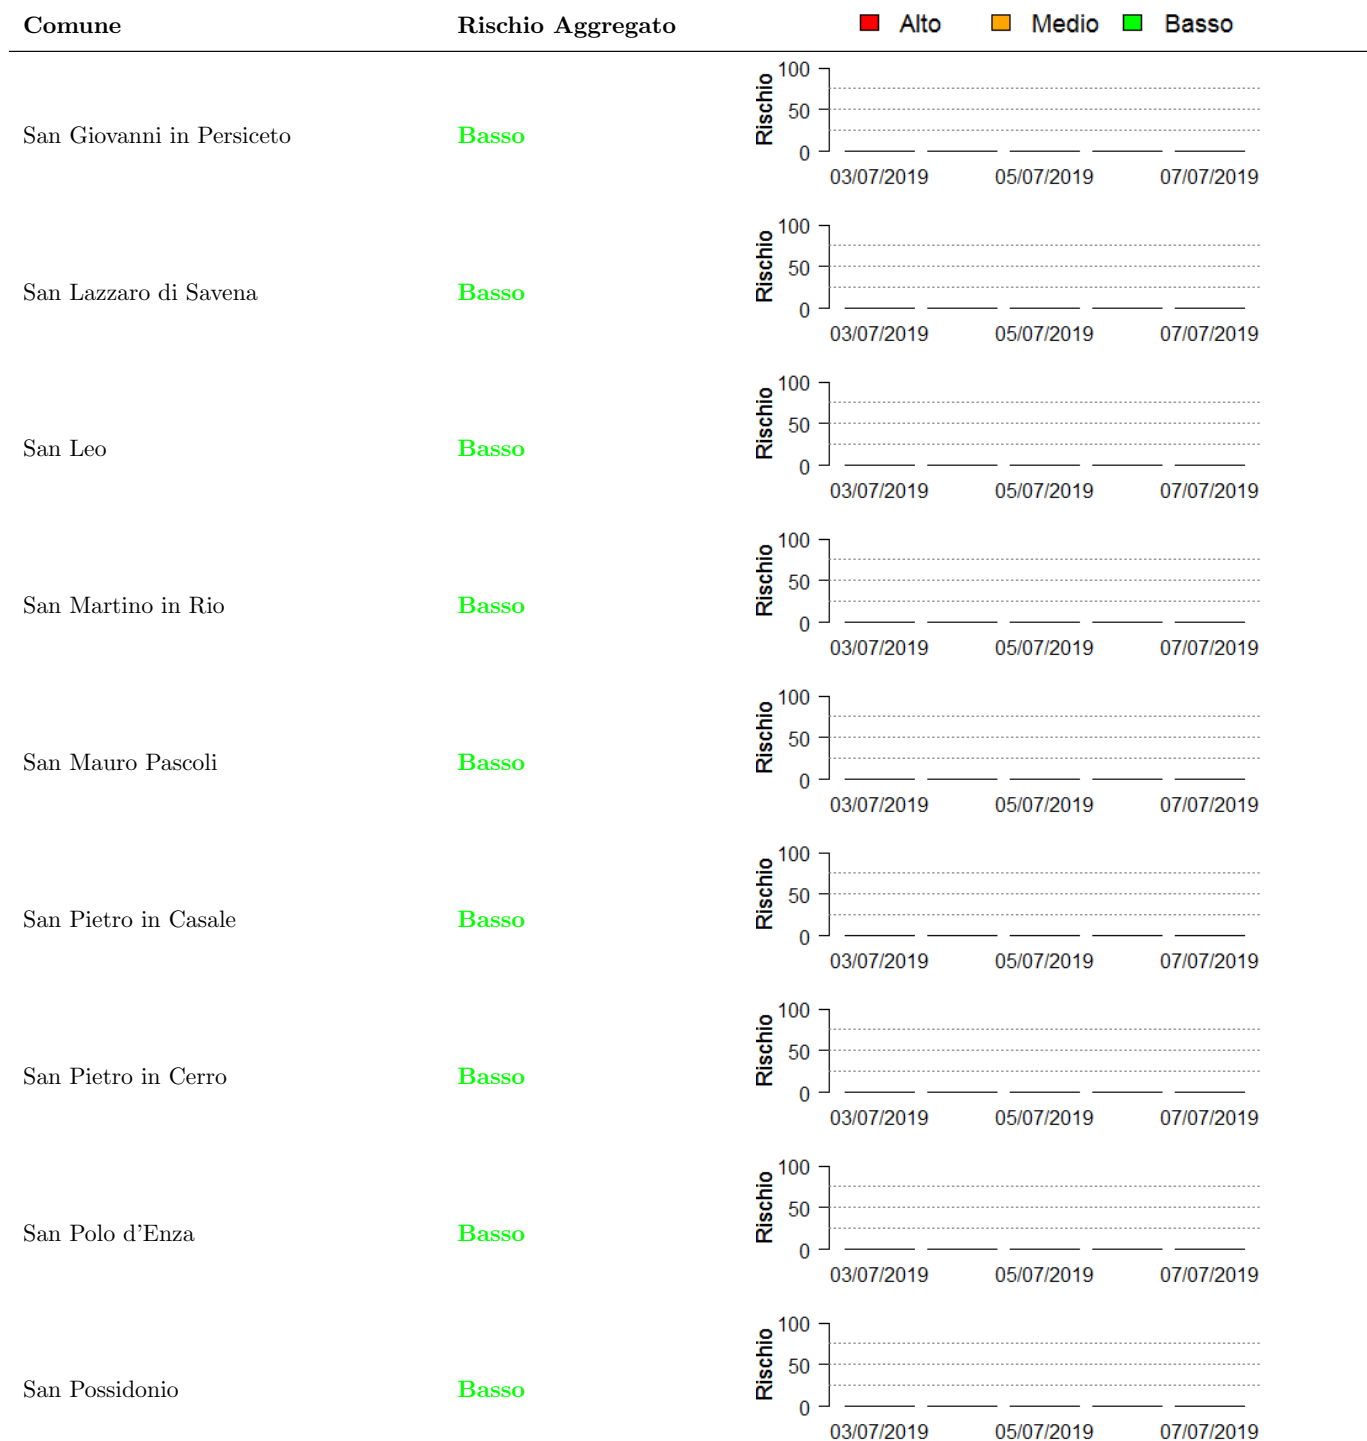 Comune Rischio Aggregato Alto Medio Basso
San Giovanni in Persiceto Basso Rischio 100 50 0
03/07/2019 05/07/2019 07/07/2019
San Lazzaro di Savena Basso Rischio 100 50 0
03/07/2019 05/07/2019 07/07/2019
San Leo Basso Rischio 100 50 0
03/07/2019 05/07/2019 07/07/2019
San Martino in Rio Basso Rischio 100 50 0
03/07/2019 05/07/2019 07/07/2019
San Mauro Pascoli Basso Rischio 100 50 0
03/07/2019 05/07/2019 07/07/2019
San Pietro in Casale Basso Rischio 100 50 0
03/07/2019 05/07/2019 07/07/2019
San Pietro in Cerro Basso Rischio 100 50 0
03/07/2019 05/07/2019 07/07/2019
San Polo d'Enza Basso Rischio 100 50 0
03/07/2019 05/07/2019 07/07/2019
San Possidonio Basso Rischio 100 50 0
03/07/2019 05/07/2019 07/07/2019